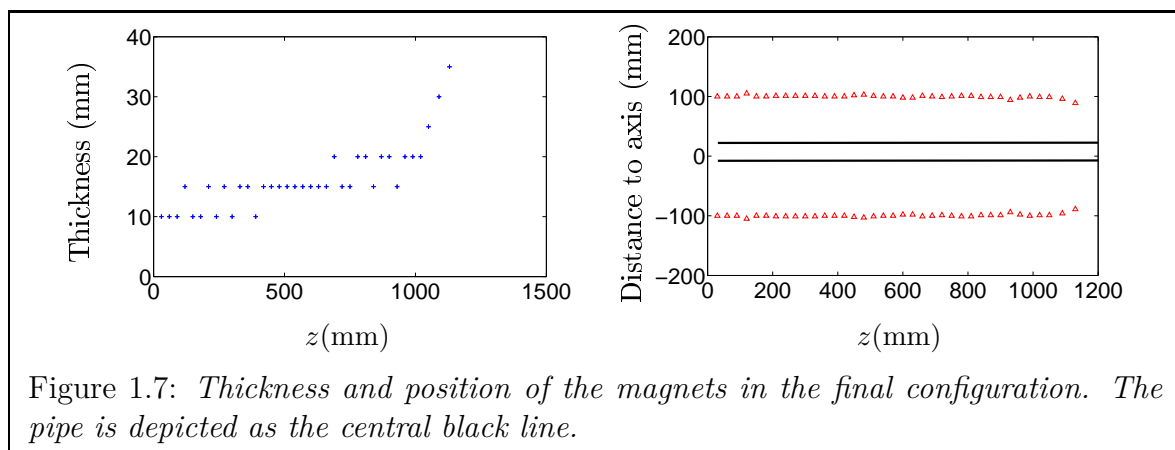 40
30
20
10
0
0 500 1000 1500
Thickness (mm)
z(mm)
200
100
0
−100
−200
0 200 400 600 800 1000 1200
Distance to axis (mm)
z(mm)
Figure 1.7: Thickness and position of the magnets in the final configuration. The
pipe is depicted as the central black line.